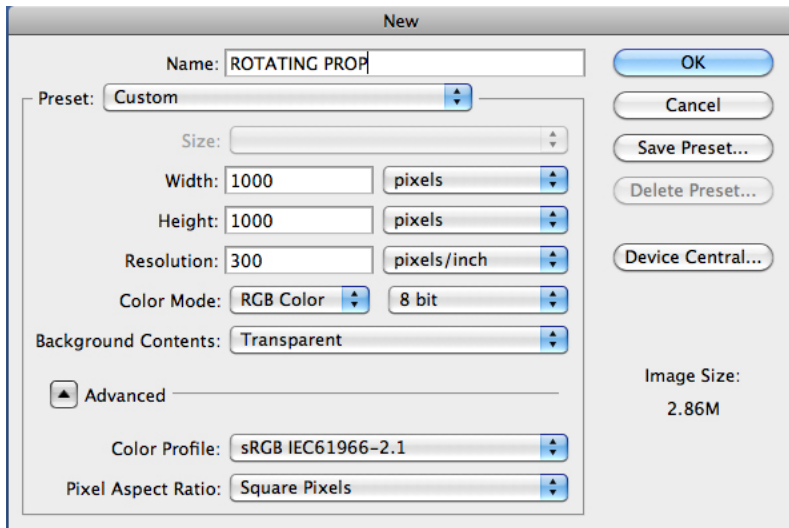 New
Name: ROTATING PROP
OK
Preset: Custom
Cancel
Size:
Save Preset...
Width: 1000 pixels
Delete Preset...
Height: 1000 pixels
Resolution: 300 pixels/inch
Device Central...
Color Mode: RGB Color 8 bit
Background Contents: Transparent
Image Size:
2.86M
Advanced
Color Profile: sRGB IEC61966-2.1
Pixel Aspect Ratio: Square Pixels